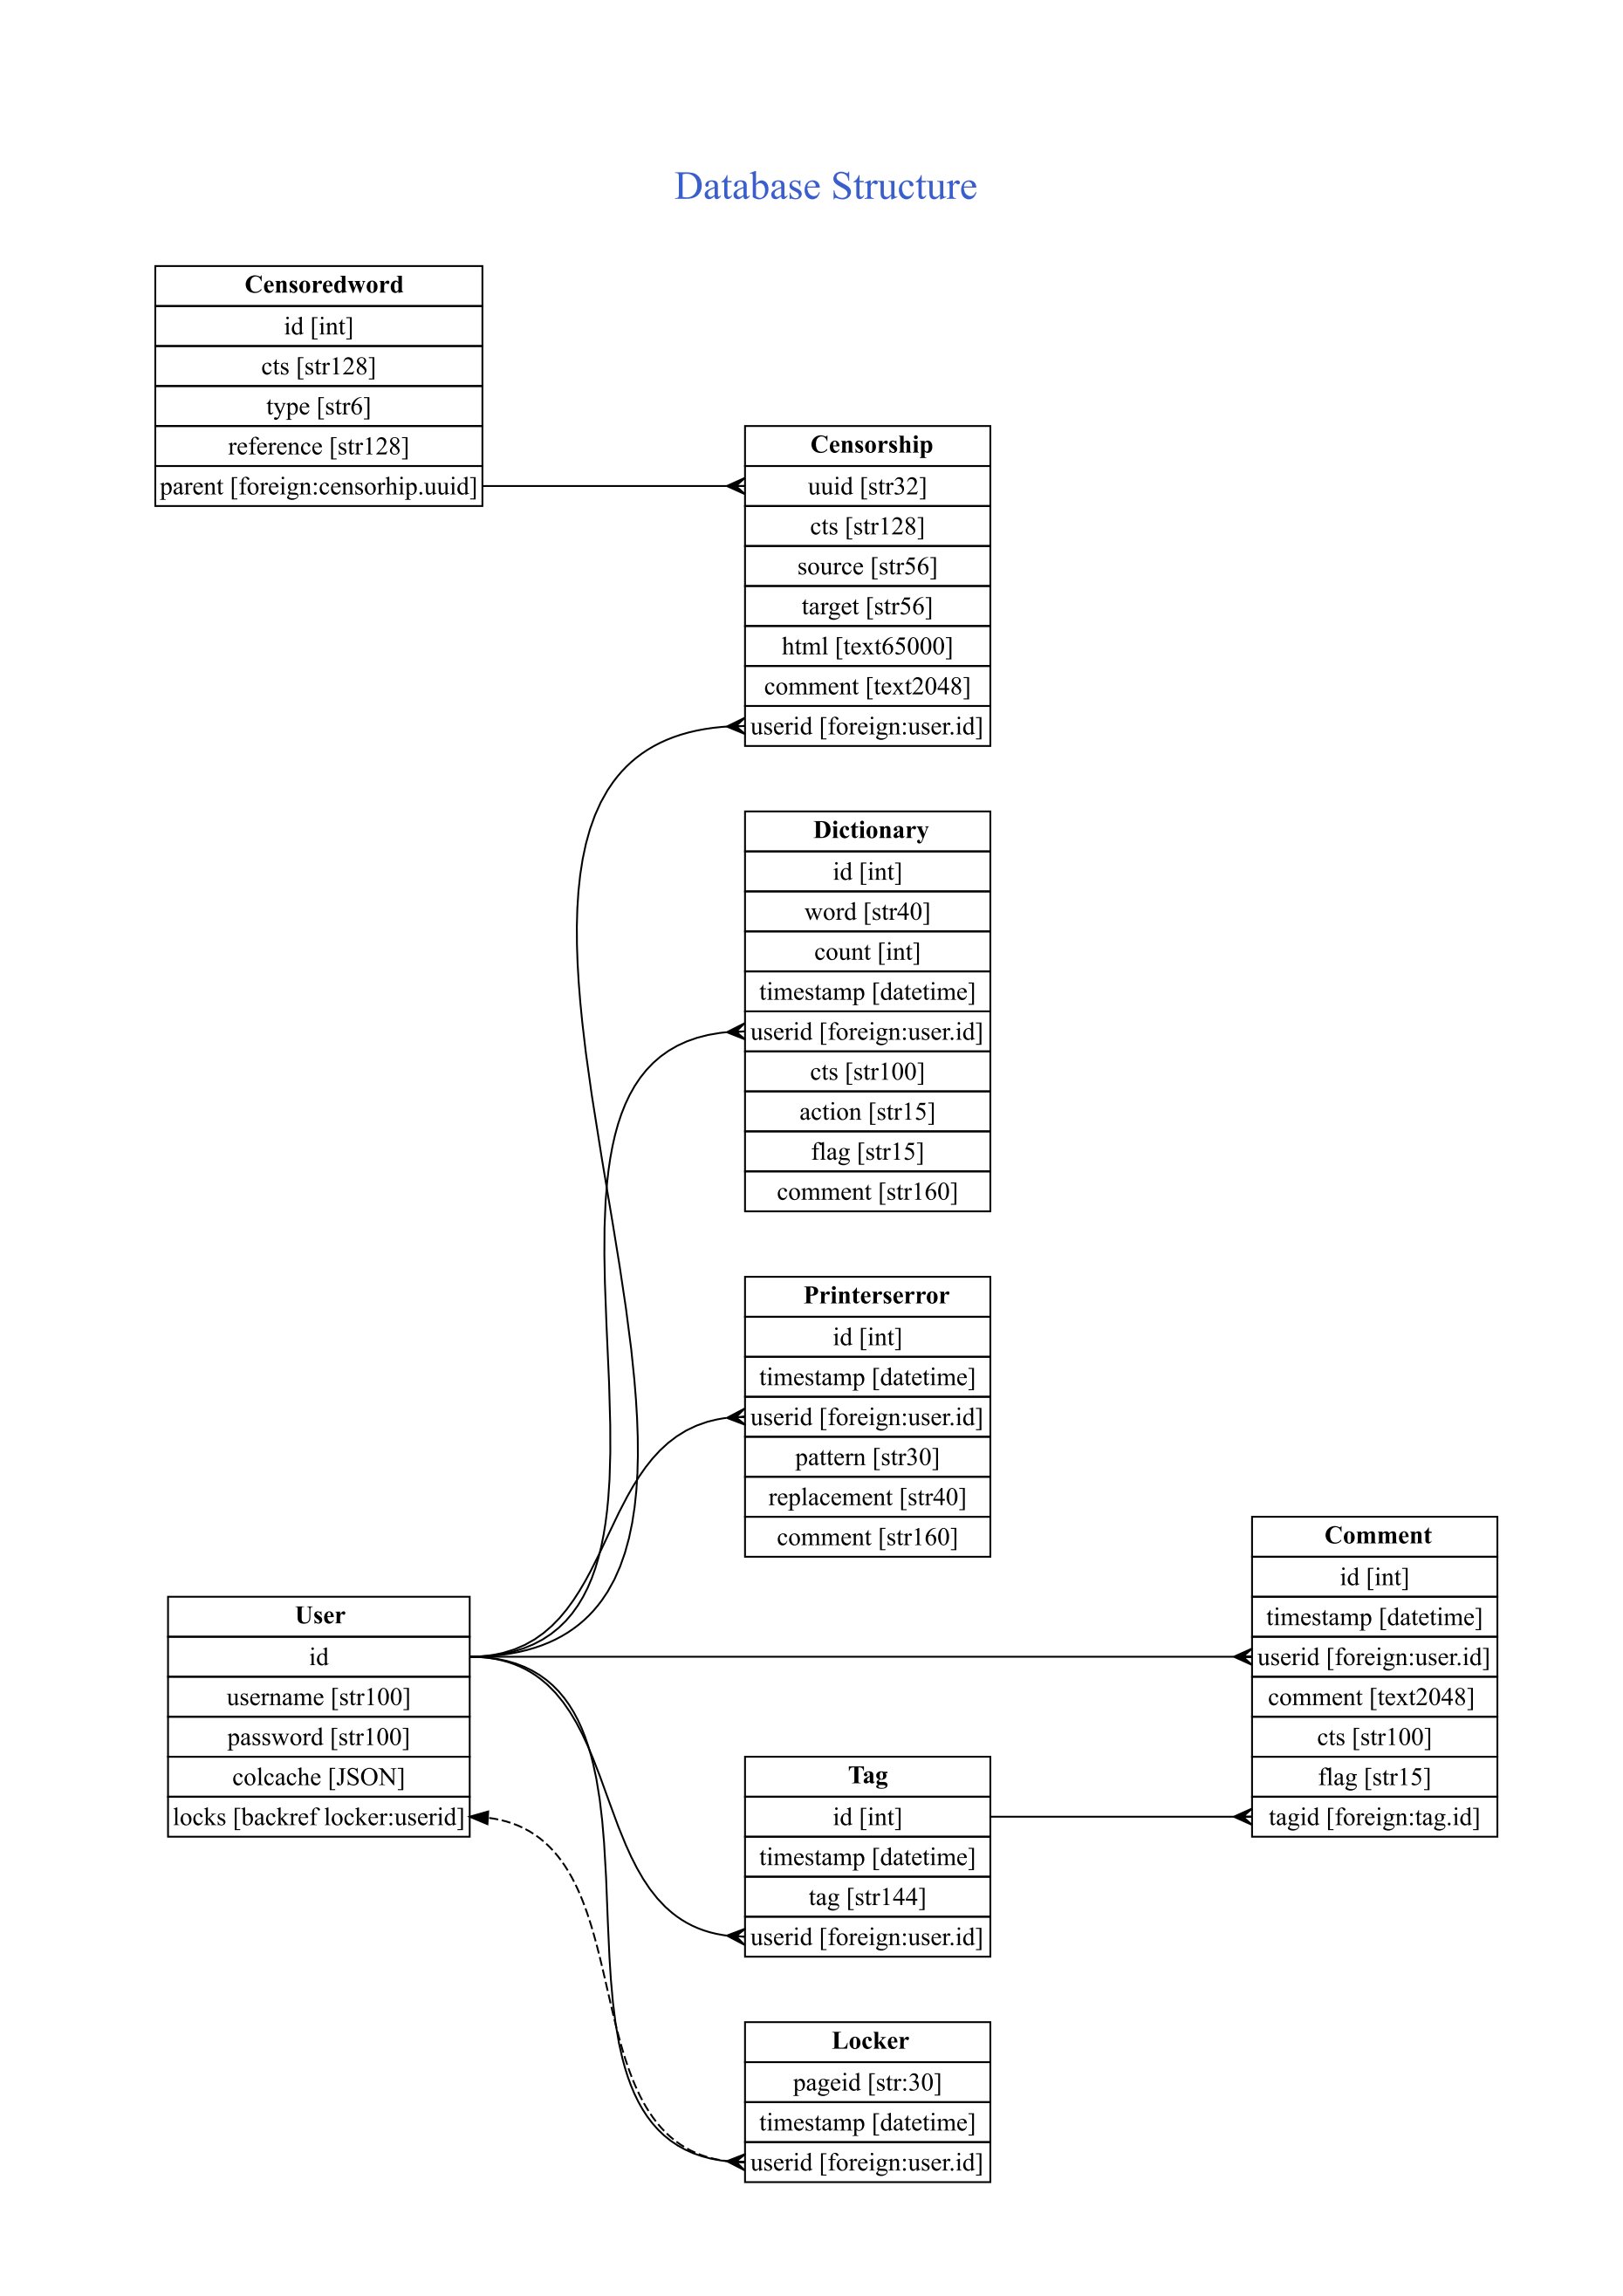 Database Structure
Censoredword
id [int]
cts [str128]
type [str6]
reference [str128]
parent [foreign:censorhip.uuid]
Censorship
uuid [str32]
cts [str128]
source [str56]
target [str56]
html [text65000]
comment [text2048]
userid [foreign:user.id]
Dictionary
id [int]
word [str40]
count [int]
timestamp [datetime]
userid [foreign:user.id]
cts [str100]
action [str15]
flag [str15]
comment [str160]
Printerserror
id [int]
timestamp [datetime]
userid [foreign:user.id]
pattern [str30]
replacement [str40]
comment [str160]
User
id
username [str100]
password [str100]
colcache [JSON]
locks [backref locker:userid]
Comment
id [int]
timestamp [datetime]
userid [foreign:user.id]
comment [text2048]
cts [str100]
flag [str15]
tagid [foreign:tag.id]
Tag
id [int]
timestamp [datetime]
tag [str144]
userid [foreign:user.id]
Locker
pageid [str:30]
timestamp [datetime]
userid [foreign:user.id]